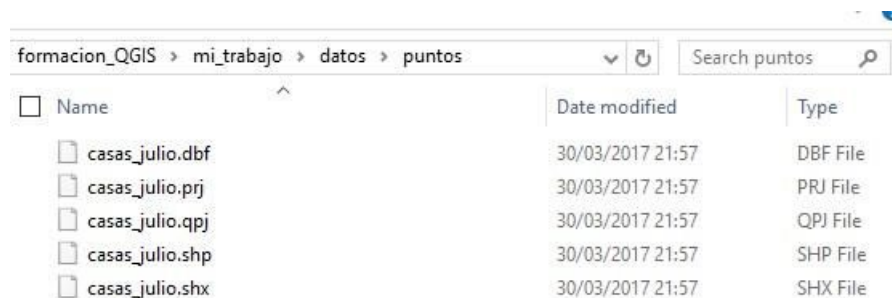 formacion_QGIS > mi_trabajo > datos > puntos Search puntos
Name Date modified Type
casas_julio.dbf 30/03/2017 21:57 DBF File
casas_julio.prj 30/03/2017 21:57 PRJ File
casas_julio.qpj 30/03/2017 21:57 QPJ File
casas_julio.shp 30/03/2017 21:57 SHP File
casas_julio.shx 30/03/2017 21:57 SHX File